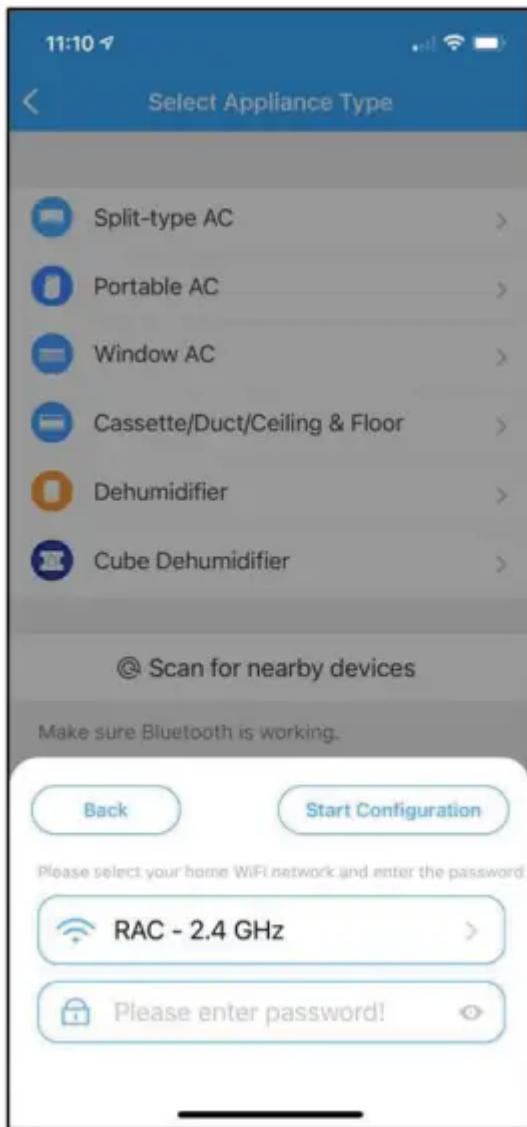 11:10
Select Appliance Type
Split-type AC
Portable AC
Window AC
Cassette/Duct/Ceiling & Floor
Dehumidifier
Cube Dehumidifier
Scan for nearby devices
Make sure Bluetooth is working.
Back
Start Configuration
Please select your home WiFi network and enter the password
RAC - 2.4 GHz
Please enter password!